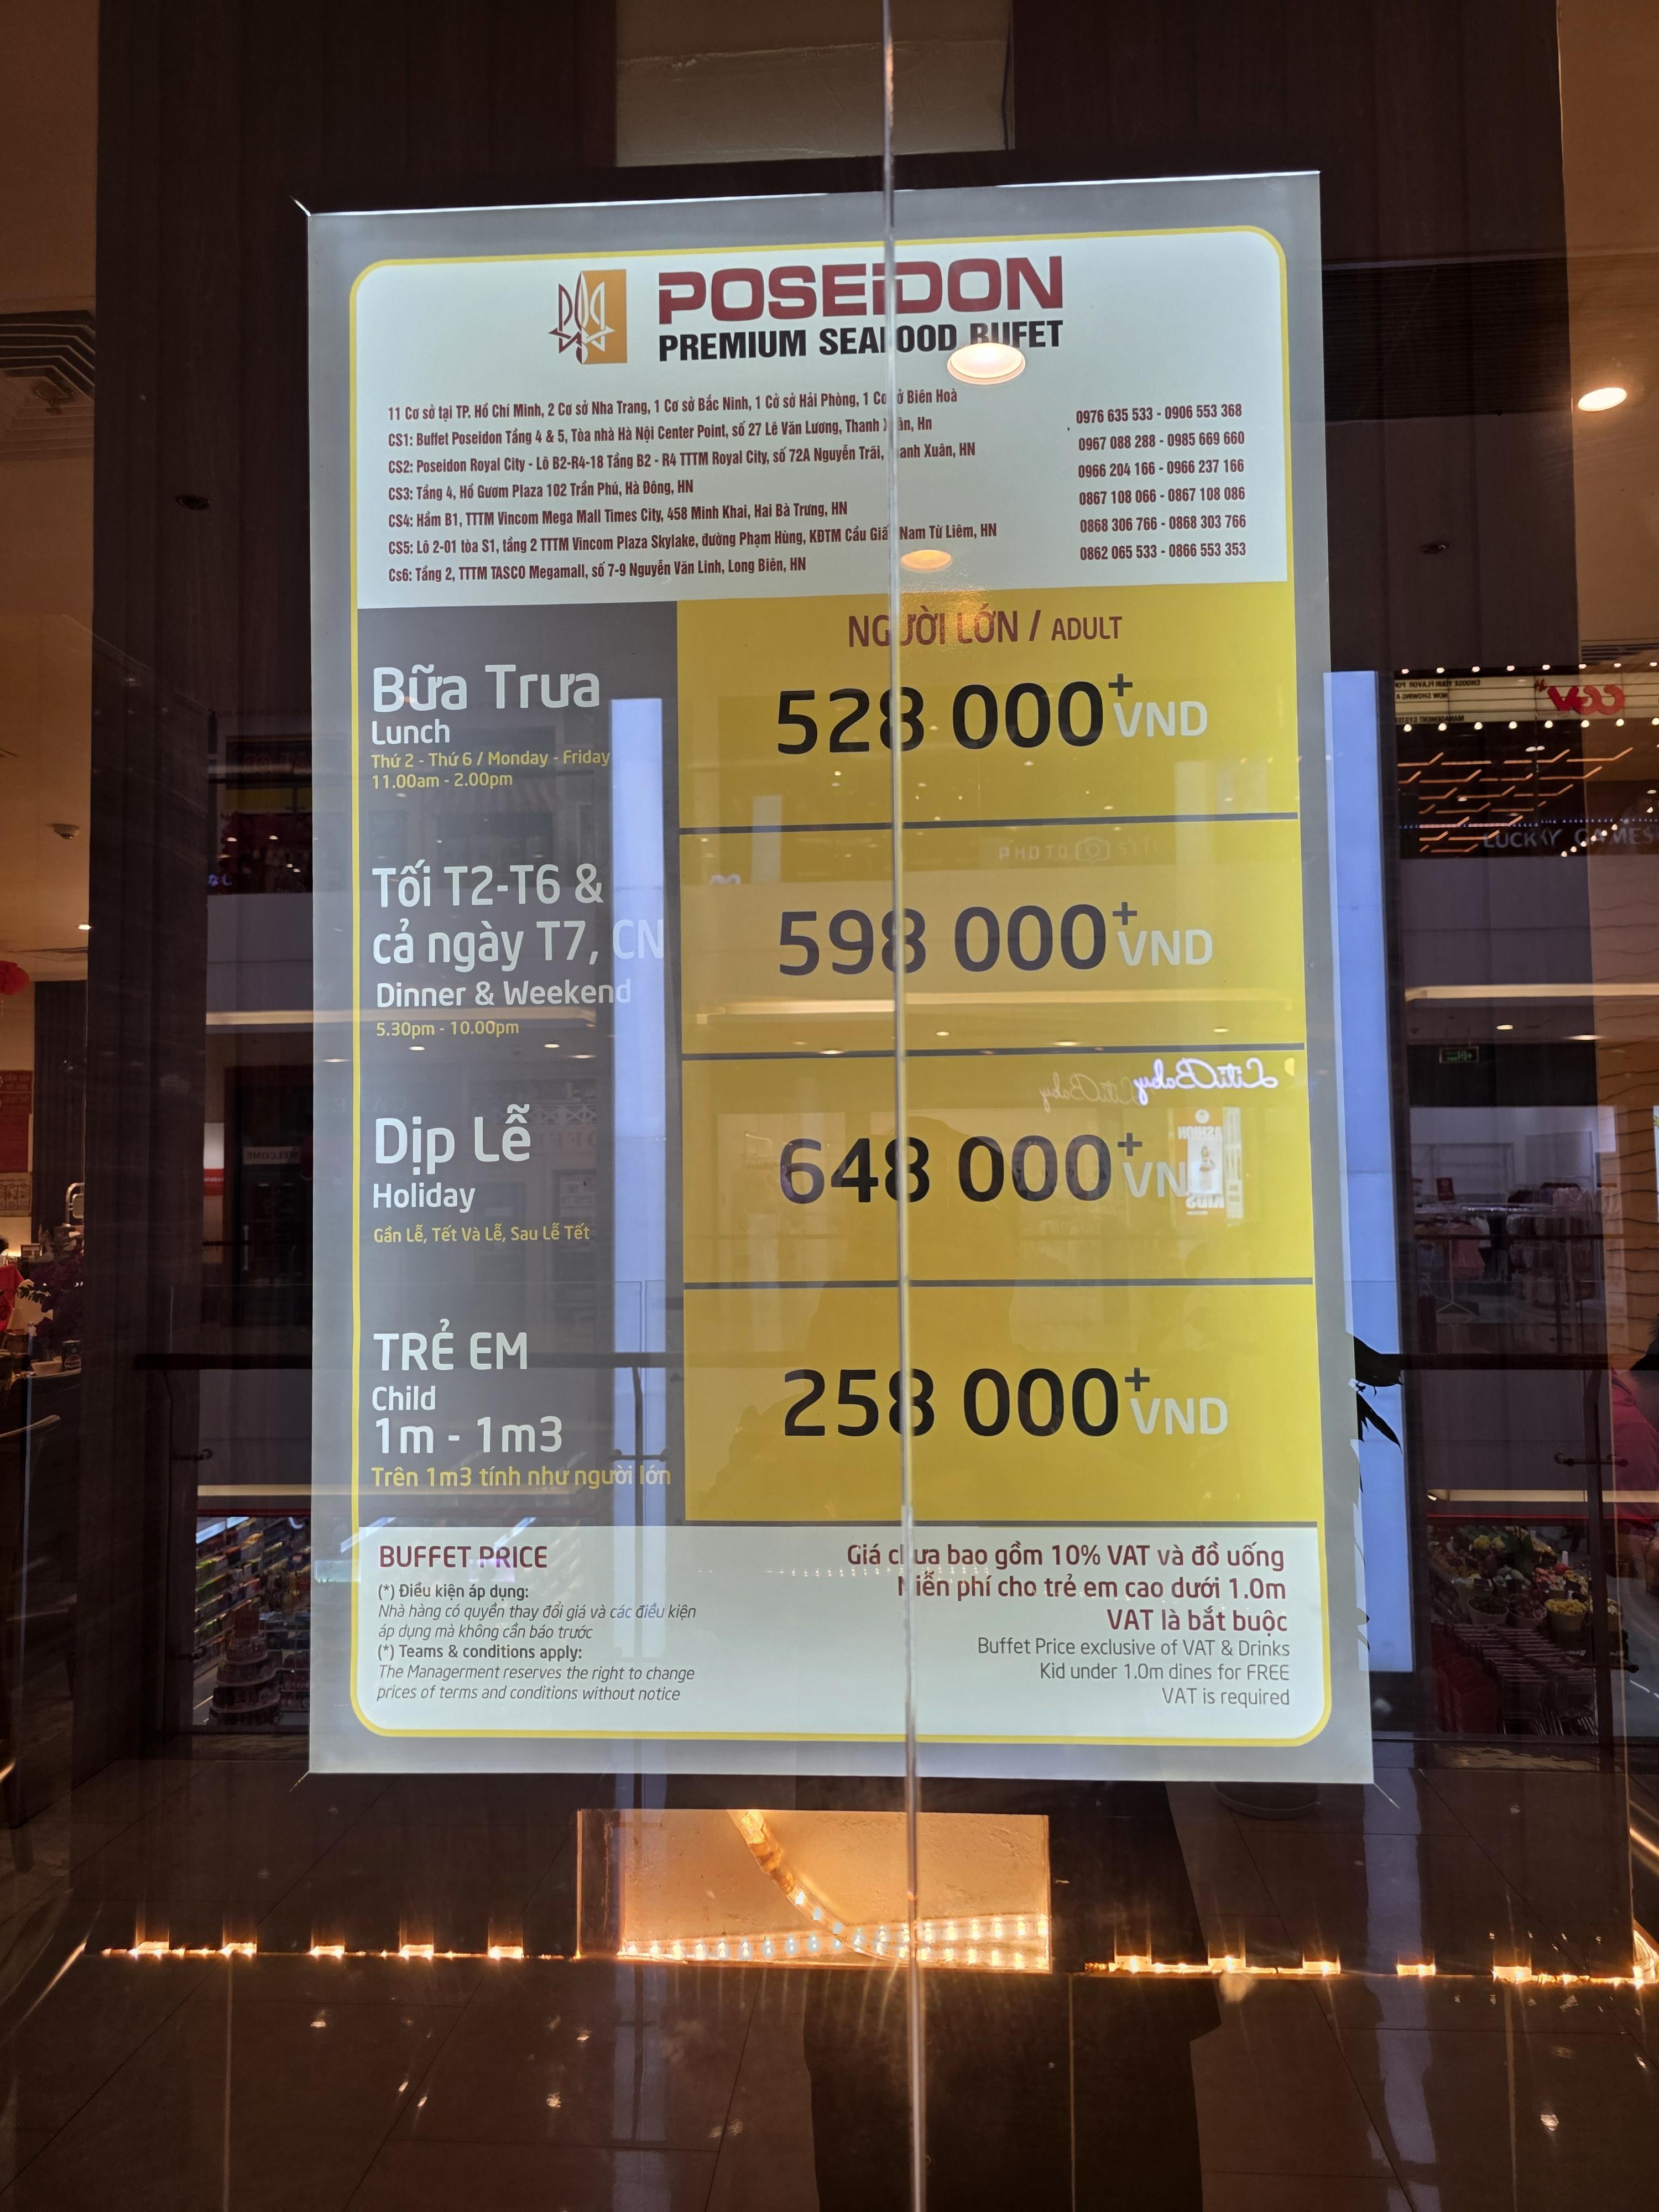 POSEIDON
PREMIUM SEAFOOD BUFET
11 Cơ sở tại TP. Hồ Chí Minh, 2 Cơ sở Nha Trang, 1 Cơ sở Bắc Ninh, 1 Cở sở Hải Phòng, 1 Cơ sở Biên Hoà
CS1: Buffet Poseidon Tầng 4 & 5, Tòa nhà Hà Nội Center Point, số 27 Lê Văn Lương, Thanh Xuân, Hn
0976 635 533 - 0906 553 368
CS2: Poseidon Royal City - Lô B2-R4-18 Tầng B2 - R4 TTTM Royal City, số 72A Nguyễn Trãi, Thanh Xuân, HN
0967 088 288 - 0985 669 660
CS3: Tầng 4, Hồ Gươm Plaza 102 Trần Phú, Hà Đông, HN
0966 204 166 - 0966 237 166
CS4: Hầm B1, TTTM Vincom Mega Mall Times City, 458 Minh Khai, Hai Bà Trưng, HN
0867 108 066 - 0867 108 086
CS5: Lô 2-01 tòa S1, tầng 2 TTTM Vincom Plaza Skylake, đường Phạm Hùng, KĐTM Cầu Giấy Nam Từ Liêm, HN
0868 306 766 - 0868 303 766
Cs6: Tầng 2, TTTM TASCO Megamall, số 7-9 Nguyễn Văn Linh, Long Biên, HN
0862 065 533 - 0866 553 353
NGƯỜI LỚN / ADULT
Bữa Trưa
Lunch
Thứ 2 - Thứ 6 / Monday - Friday
11.00am - 2.00pm
528 000+ VND
Tối T2-T6 &
cả ngày T7, CN
Dinner & Weekend
5.30pm - 10.00pm
598 000+ VND
Dịp Lễ
Holiday
Gần Lễ, Tết Và Lễ, Sau Lễ Tết
648 000+ VND
TRẺ EM
Child
1m - 1m3
Trên 1m3 tính như người lớn
258 000+ VND
BUFFET PRICE
(*) Điều kiện áp dụng:
Nhà hàng có quyền thay đổi giá và các điều kiện
áp dụng mà không cần báo trước
(*) Teams & conditions apply:
The Managerment reserves the right to change
prices of terms and conditions without notice
Giá chưa bao gồm 10% VAT và đồ uống
Miễn phí cho trẻ em cao dưới 1.0m
VAT là bắt buộc
Buffet Price exclusive of VAT & Drinks
Kid under 1.0m dines for FREE
VAT is required
LUCKY GAMES
LitiBaby
WELCOME